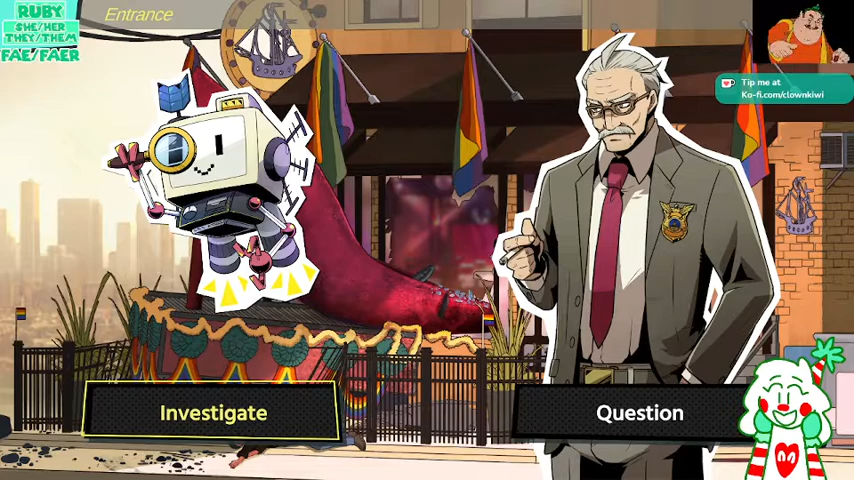 RUBY
SHE/HER
THEY/THEM
FAE/FAER
Entrance
Tip me at
Ko-fi.com/clownkiwi
Investigate
Question